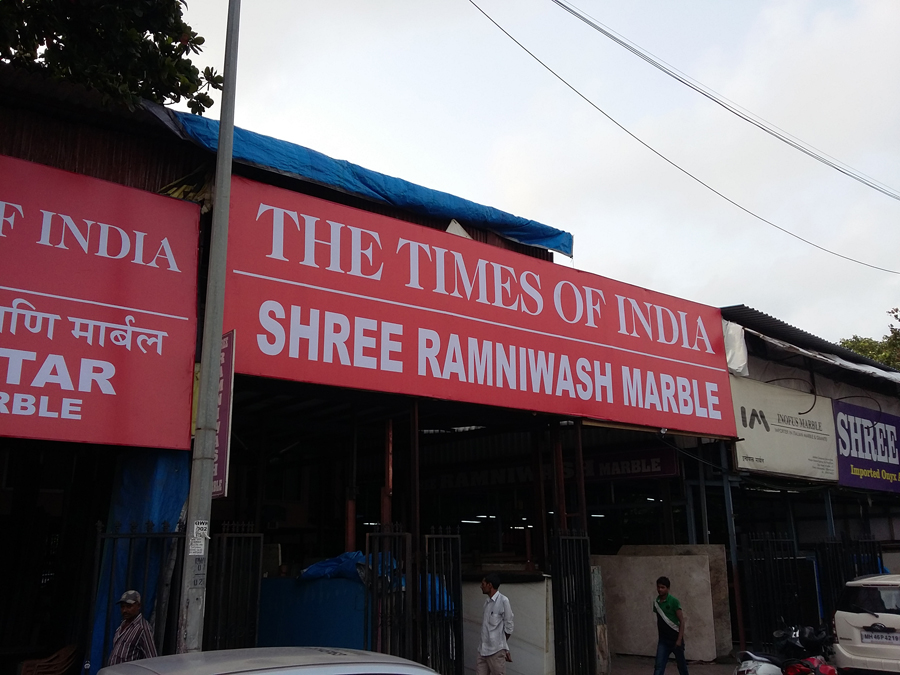 F INDIA
णि मार्बल
TAR
RBLE
THE TIMES OF INDIA
SHREE RAMNIWASH MARBLE
MARBLE
INOFUS MARBLE
SHREE
Imported Onyx